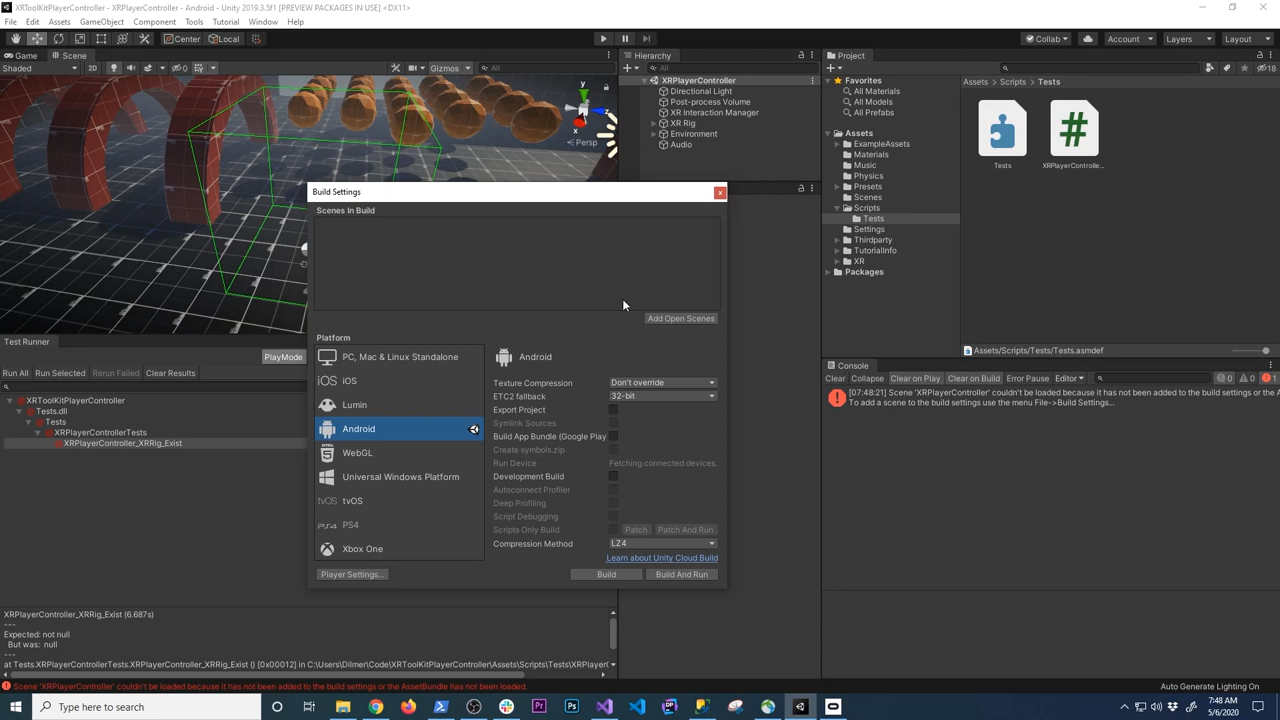 XRToolKitPlayerController - XRPlayerController - Android - Unity 2019.3.5f1 [PREVIEW PACKAGES IN USE] <DX11>
File Edit Assets GameObject Component Tools Tutorial Window Help
Center Local Collab Account Layers Layout
Game Scene
Shaded 2D 0 Gizmos All
y
x
Persp
Hierarchy
All
XRPlayerController
Directional Light
Post-process Volume
XR Interaction Manager
XR Rig
Environment
Audio
Project
18
Favorites
All Materials
All Models
All Prefabs
Assets
ExampleAssets
Materials
Music
Physics
Presets
Scenes
Scripts
Tests
Settings
Thirdparty
TutorialInfo
XR
Packages
Assets > Scripts > Tests
Tests
XRPlayerControlle...
Assets/Scripts/Tests/Tests.asmdef
Build Settings
Scenes In Build
Add Open Scenes
Platform
PC, Mac & Linux Standalone
iOS
iOS
Lumin
Android
WebGL
Universal Windows Platform
tvOS
tvOS
PS4
PS4
Xbox One
Player Settings...
Android
Texture Compression Don't override
ETC2 fallback 32-bit
Export Project
Symlink Sources
Build App Bundle (Google Play
Create symbols.zip
Run Device Fetching connected devices.
Development Build
Autoconnect Profiler
Deep Profiling
Script Debugging
Scripts Only Build Patch Patch And Run
Compression Method LZ4
Learn about Unity Cloud Build
Build Build And Run
Test Runner
PlayMode
Run All Run Selected Rerun Failed Clear Results
XRToolKitPlayerController
Tests.dll
Tests
XRPlayerControllerTests
XRPlayerController_XRRig_Exist
XRPlayerController_XRRig_Exist (6.687s)
---
Expected: not null
But was: null
---
at Tests.XRPlayerControllerTests.XRPlayerController_XRRig_Exist () [0x00012] in C:\Users\Dilmer\Code\XRToolKitPlayerController\Assets\Scripts\Tests\XRPlayerC
Console
Clear Collapse Clear on Play Clear on Build Error Pause Editor 0 0 1
[07:48:21] Scene 'XRPlayerController' couldn't be loaded because it has not been added to the build settings or the A
To add a scene to the build settings use the menu File->Build Settings...
Scene 'XRPlayerController' couldn't be loaded because it has not been added to the build settings or the AssetBundle has not been loaded.
Auto Generate Lighting On
Type here to search
7:48 AM
5/6/2020